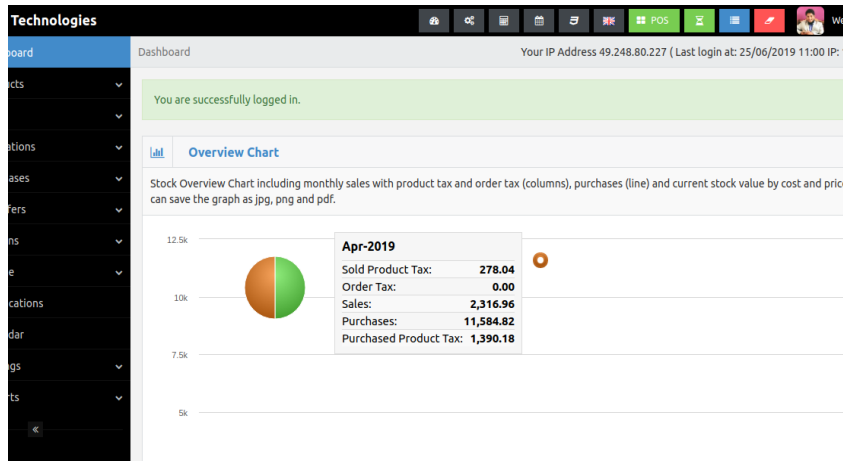 Technologies
POS
We
board
Dashboard
Your IP Address 49.248.80.227 ( Last login at: 25/06/2019 11:00 IP:
ucts
You are successfully logged in.
ations
Overview Chart
ases
Stock Overview Chart including monthly sales with product tax and order tax (columns), purchases (line) and current stock value by cost and pric
can save the graph as jpg, png and pdf.
fers
ns
e
cations
dar
ngs
rts
12.5k
10k
7.5k
5k
Apr-2019
Sold Product Tax: 278.04
Order Tax: 0.00
Sales: 2,316.96
Purchases: 11,584.82
Purchased Product Tax: 1,390.18